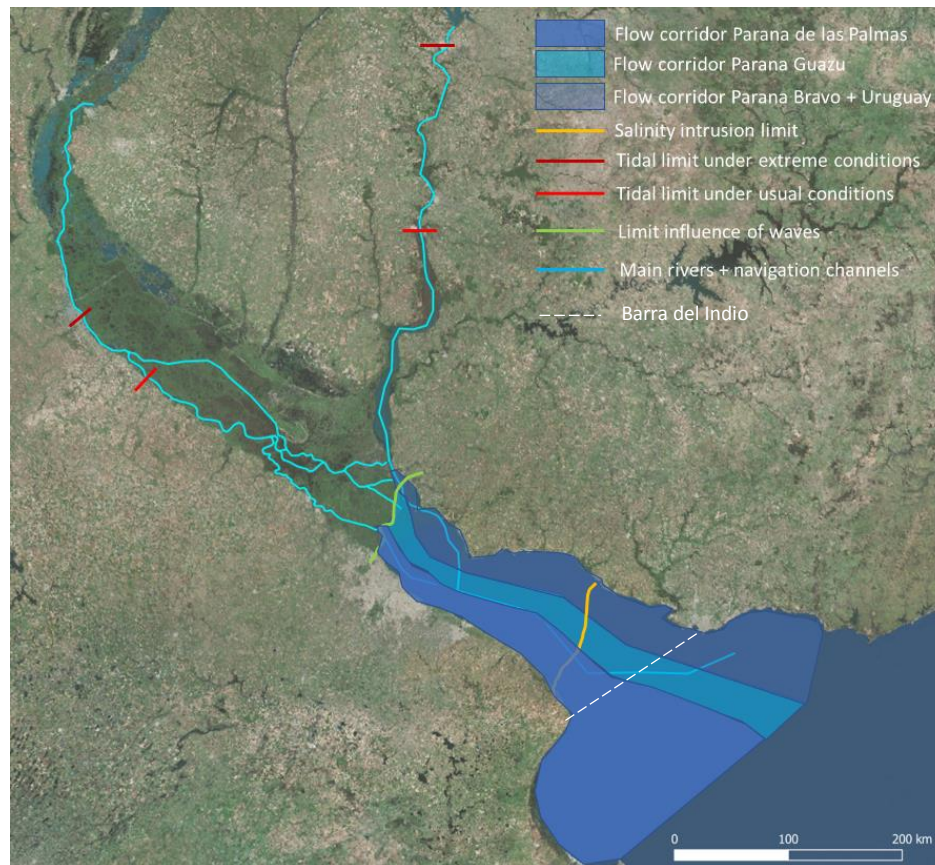 Flow corridor Parana de las Palmas
Flow corridor Parana Guazu
Flow corridor Parana Bravo + Uruguay
Salinity intrusion limit
Tidal limit under extreme conditions
Tidal limit under usual conditions
Limit influence of waves
Main rivers + navigation channels
Barra del Indio
0 100 200 km